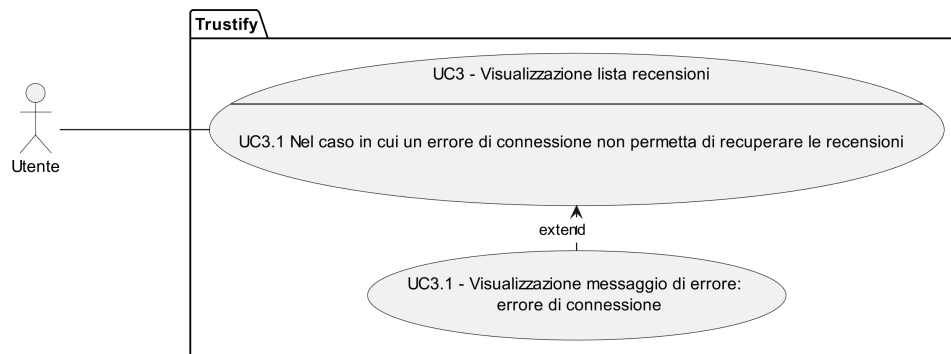 Trustify
UC3 - Visualizzazione lista recensioni
UC3.1 Nel caso in cui un errore di connessione non permetta di recuperare le recensioni
Utente
extend
UC3.1 - Visualizzazione messaggio di errore:
errore di connessione